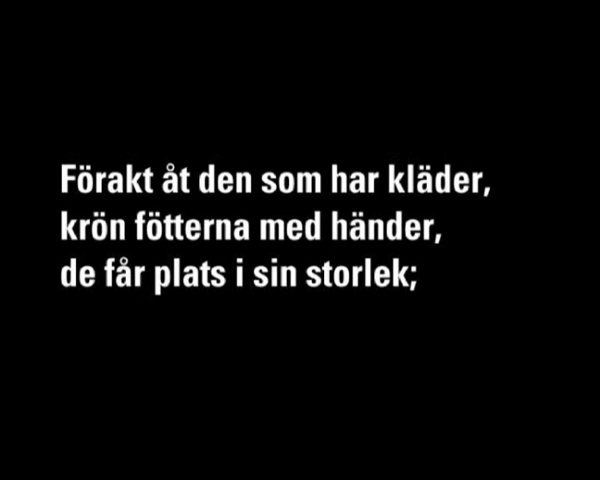 Förakt åt den som har kläder,
krön fötterna med händer,
de får plats i sin storlek;